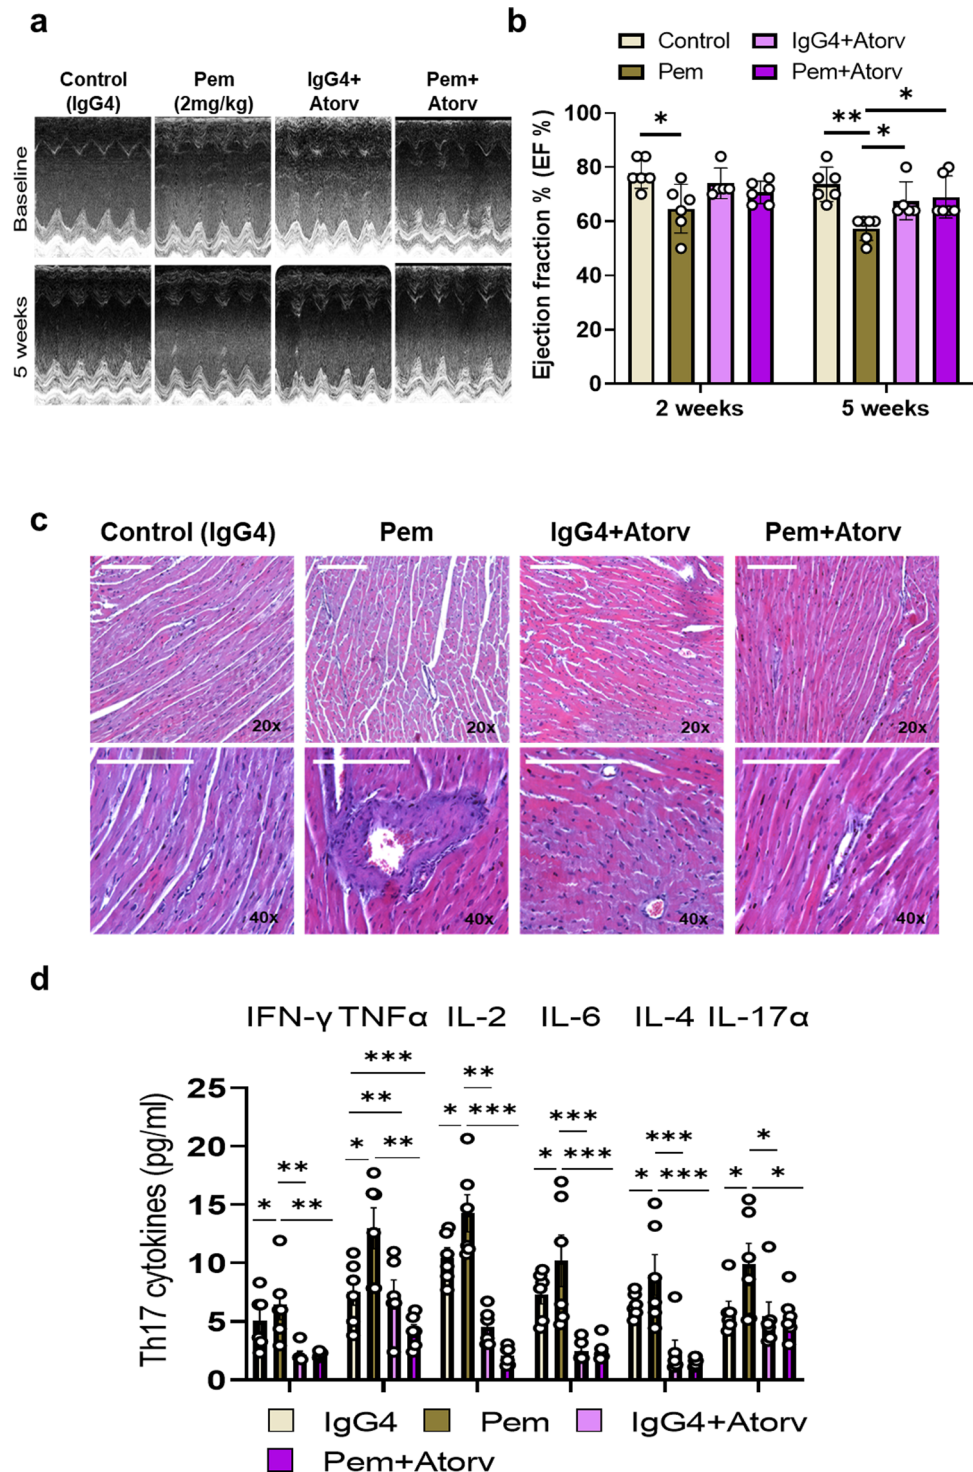 a
Control
(IgG4)
Pem
(2mg/kg)
IgG4+
Atorv
Pem+
Atorv
Baseline
5 weeks
b
Control
IgG4+Atorv
Pem
Pem+Atorv
Ejection fraction % (EF %)
100
80
60
40
20
0
*
**
*
*
2 weeks
5 weeks
c
Control (IgG4)
Pem
IgG4+Atorv
Pem+Atorv
20x
20x
20x
20x
40x
40x
40x
40x
d
IFN-γ TNFα IL-2 IL-6 IL-4 IL-17α
Th17 cytokines (pg/ml)
25
20
15
10
5
0
* ** **
* ** *** **
* ** ***
* *** ***
* *** ***
* * *
IgG4
Pem
IgG4+Atorv
Pem+Atorv